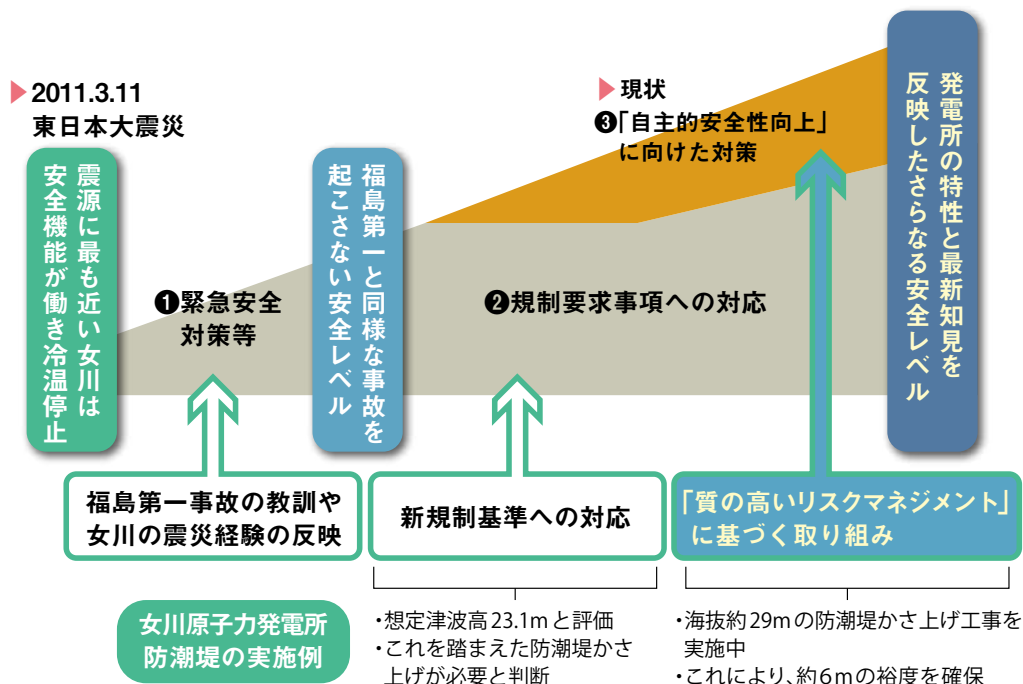 2011.3.11
東日本大震災
震源に最も近い女川は
安全機能が働き冷温停止
❶緊急安全
対策等
福島第一と同様な事故を
起こさない安全レベル
❷規制要求事項への対応
現状
❸「自主的安全性向上」
に向けた対策
発電所の特性と最新知見を
反映したさらなる安全レベル
福島第一事故の教訓や
女川の震災経験の反映
新規制基準への対応
「質の高いリスクマネジメント」
に基づく取り組み
女川原子力発電所
防潮堤の実施例
・想定津波高23.1mと評価
・これを踏まえた防潮堤かさ
上げが必要と判断
・海抜約29mの防潮堤かさ上げ工事を
実施中
・これにより、約6mの裕度を確保